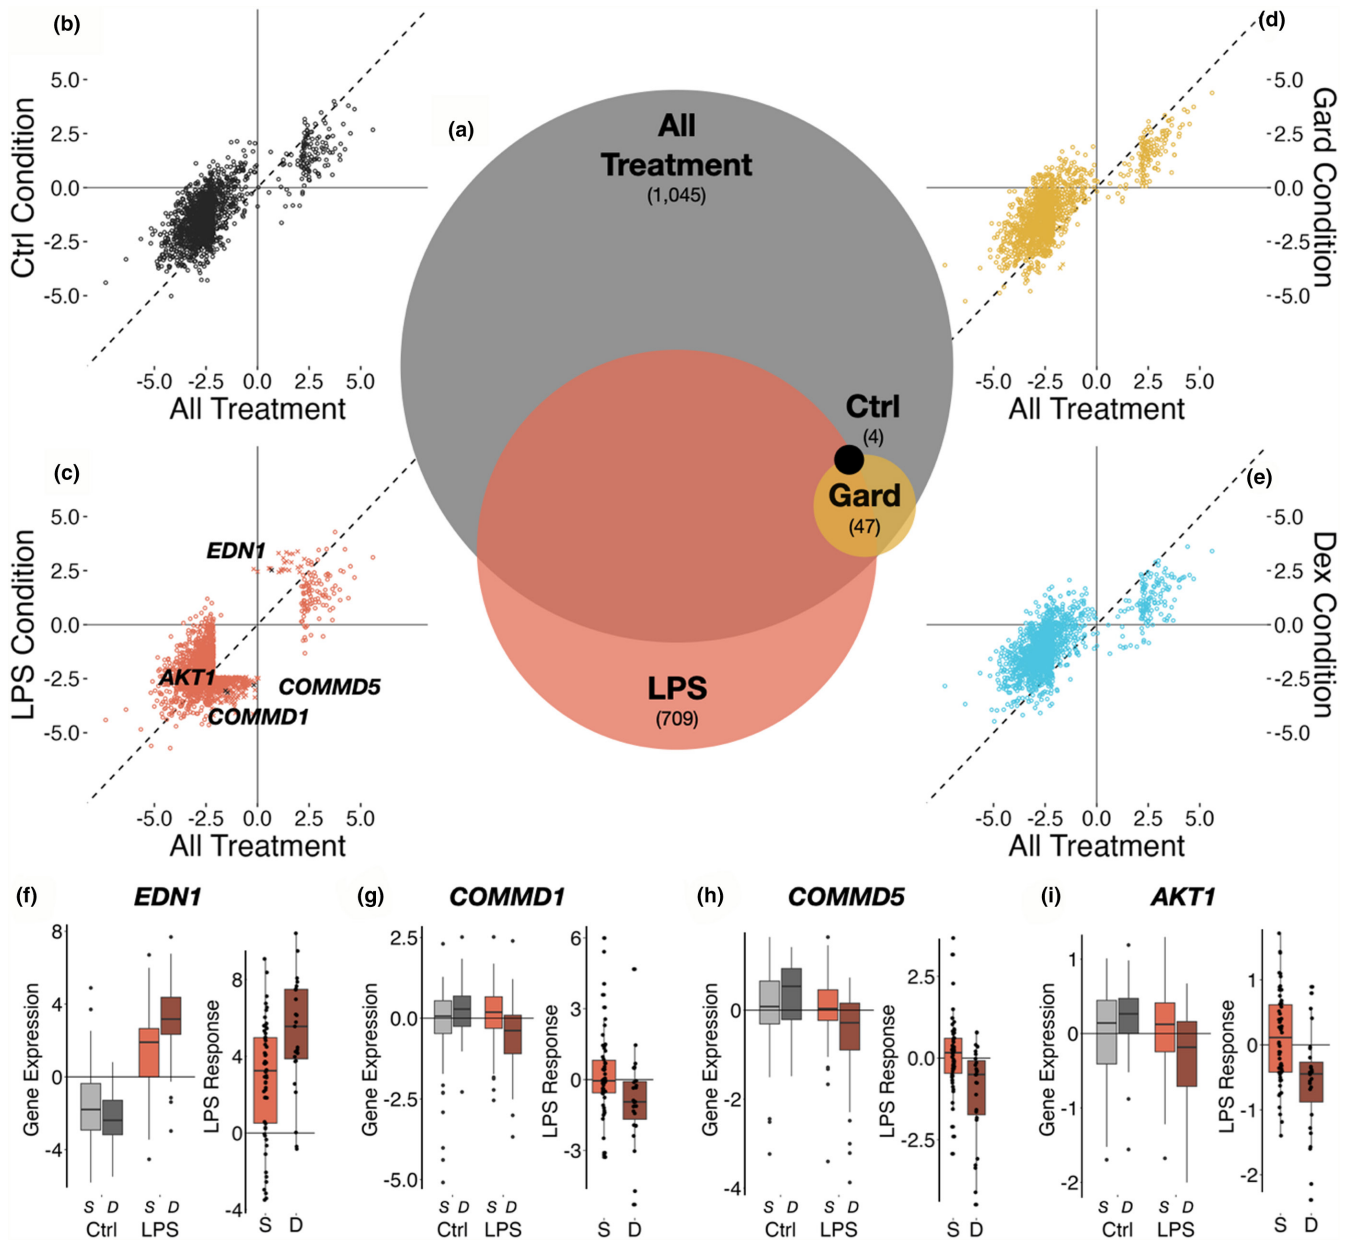 (b)
5.0
2.5
0.0
-2.5
-5.0
Ctrl Condition
-5.0 -2.5 0.0 2.5 5.0
All Treatment
(a)
All
Treatment
(1,045)
Ctrl
(4)
Gard
(47)
LPS
(709)
(d)
5.0
2.5
0.0
-2.5
-5.0
Gard Condition
-5.0 -2.5 0.0 2.5 5.0
All Treatment
(c)
5.0
2.5
0.0
-2.5
-5.0
LPS Condition
EDN1
AKT1
COMMD5
COMMD1
-5.0 -2.5 0.0 2.5 5.0
All Treatment
(e)
5.0
2.5
0.0
-2.5
-5.0
Dex Condition
-5.0 -2.5 0.0 2.5 5.0
All Treatment
(f) EDN1
Gene Expression
8
4
0
-4
S D S D
Ctrl LPS
LPS Response
8
4
0
-4
S D
(g) COMMD1
Gene Expression
2.5
0.0
-2.5
-5.0
S D S D
Ctrl LPS
LPS Response
6
3
0
-3
S D
(h) COMMD5
Gene Expression
0
-2
-4
S D S D
Ctrl LPS
LPS Response
2.5
0.0
-2.5
S D
(i) AKT1
Gene Expression
1
0
-1
-2
S D S D
Ctrl LPS
LPS Response
1
0
-1
-2
S D